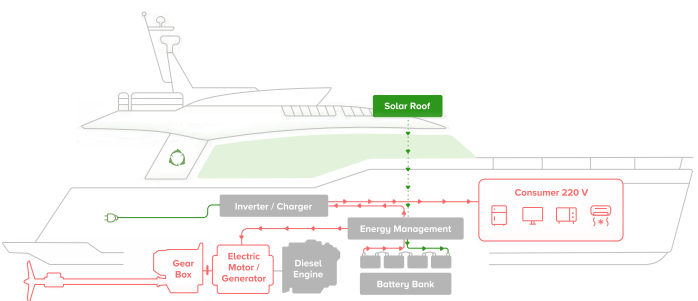 Solar Roof
Consumer 220 V
Inverter / Charger
Energy Management
Gear
Box
Electric
Motor /
Generator
Diesel
Engine
Battery Bank